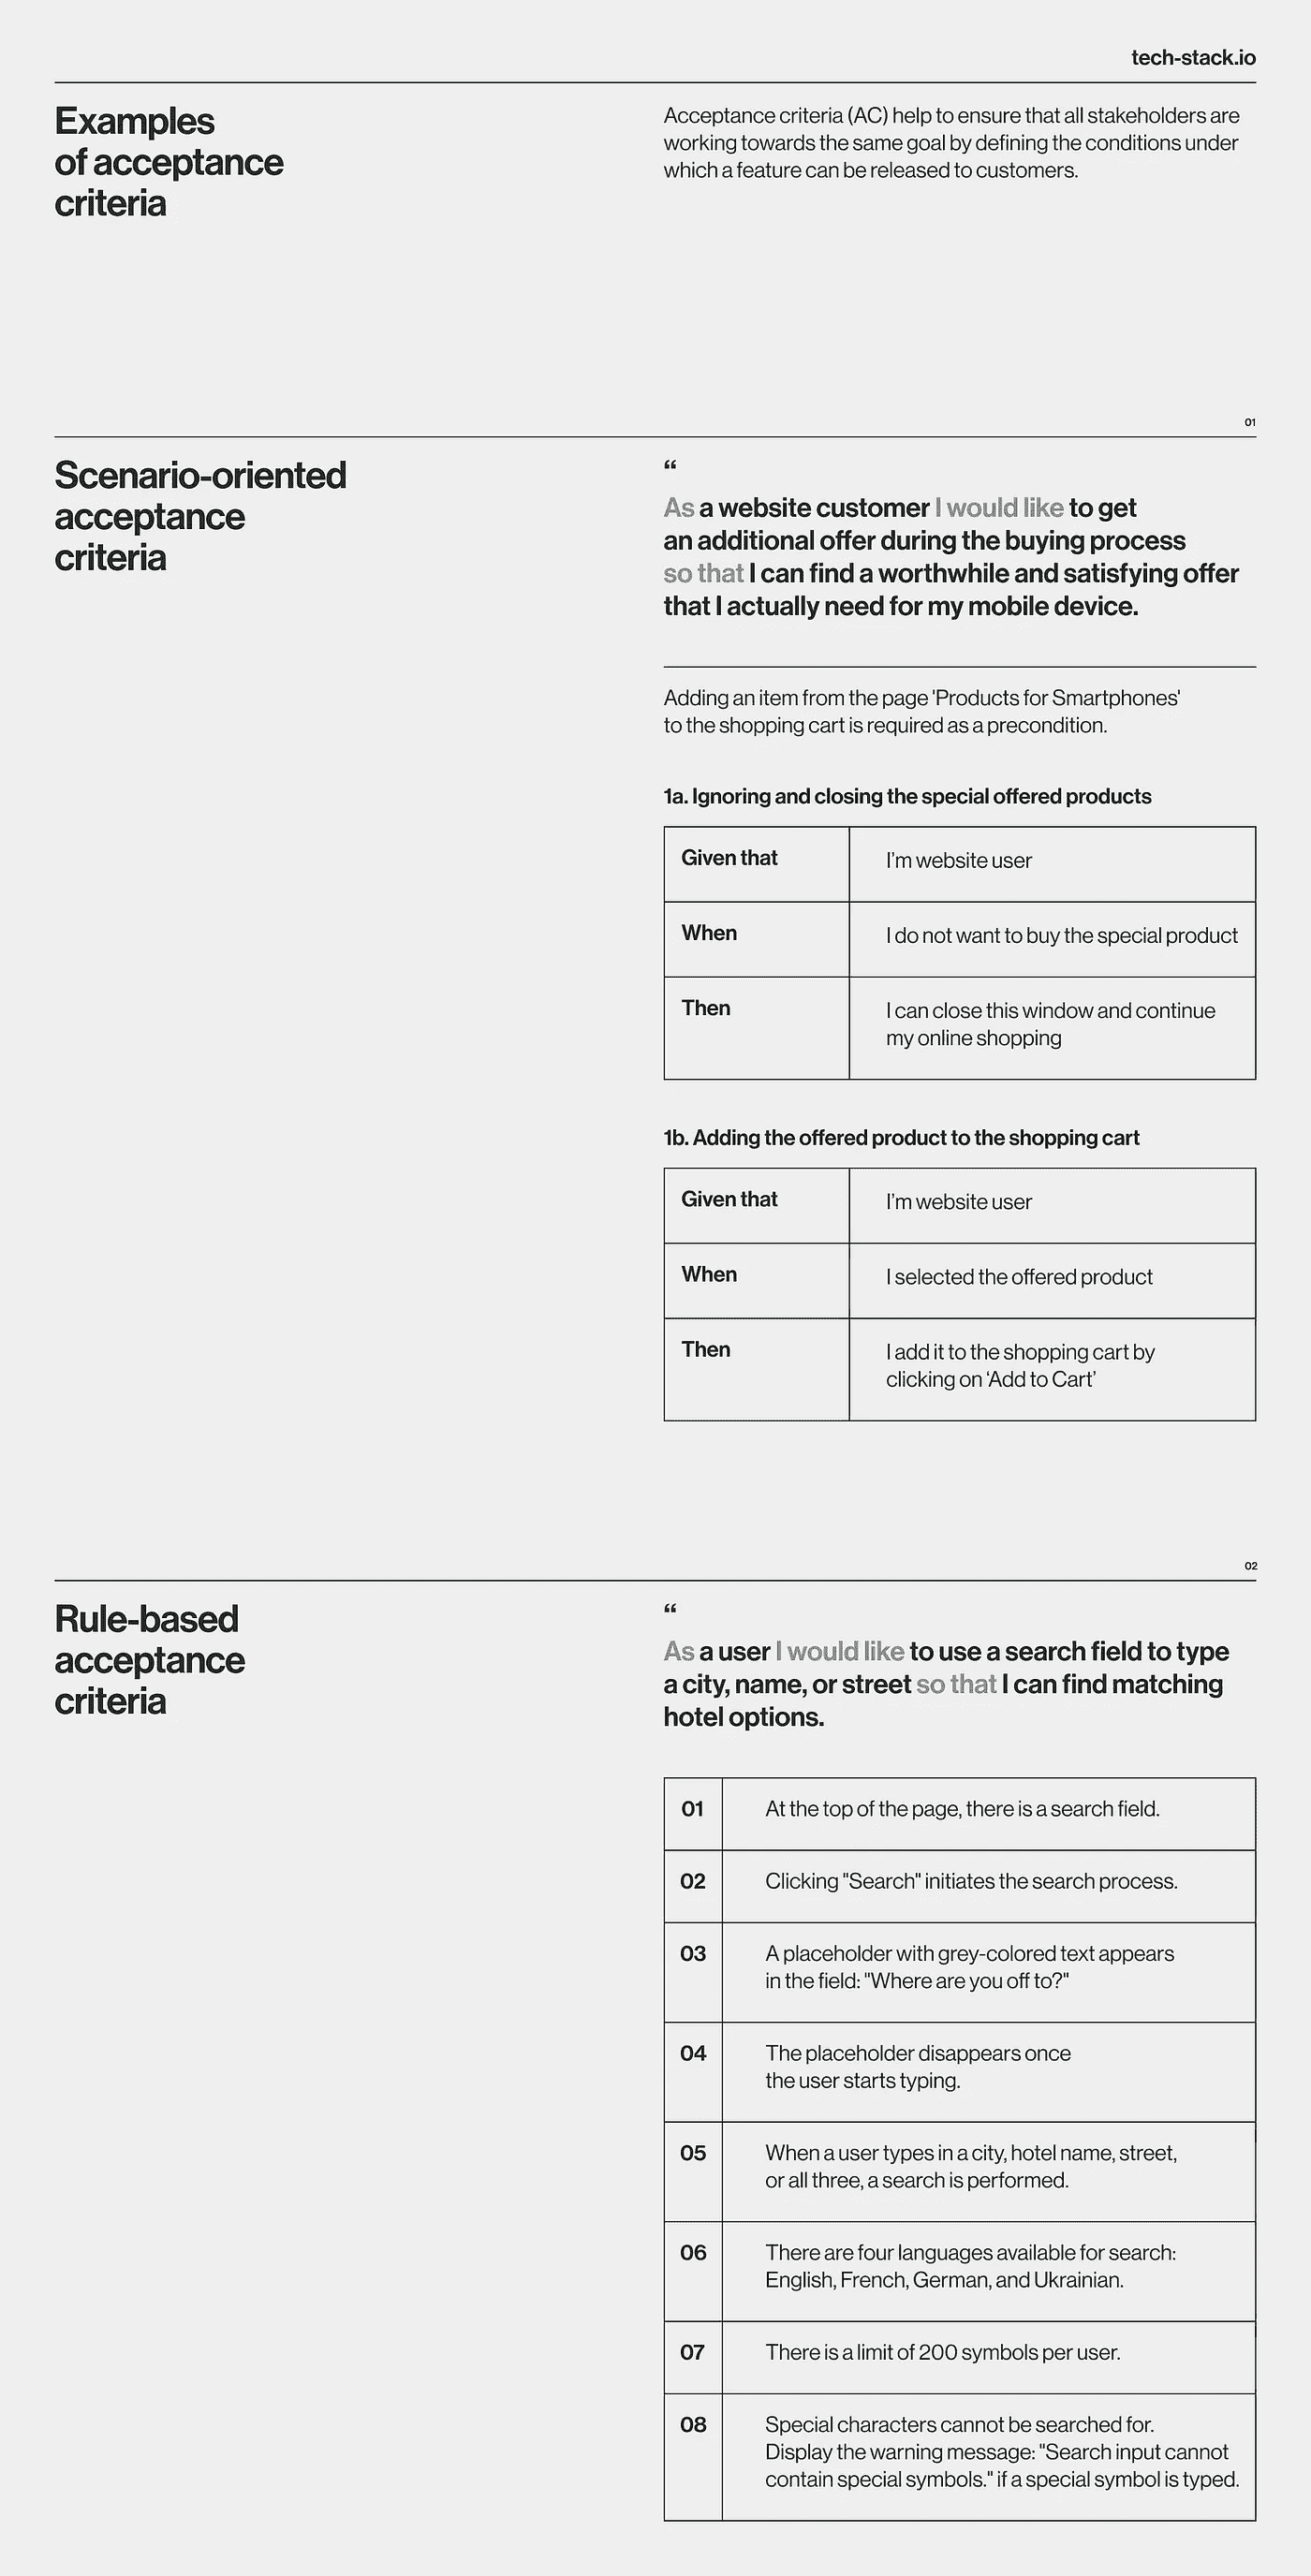 tech-stack.io
Examples
of acceptance
criteria
Acceptance criteria (AC) help to ensure that all stakeholders are
working towards the same goal by defining the conditions under
which a feature can be released to customers.
01
Scenario-oriented
acceptance
criteria
“
As a website customer I would like to get
an additional offer during the buying process
so that I can find a worthwhile and satisfying offer
that I actually need for my mobile device.
Adding an item from the page 'Products for Smartphones'
to the shopping cart is required as a precondition.
1a. Ignoring and closing the special offered products
Given that
I’m website user
When
I do not want to buy the special product
Then
I can close this window and continue
my online shopping
1b. Adding the offered product to the shopping cart
Given that
I’m website user
When
I selected the offered product
Then
I add it to the shopping cart by
clicking on ‘Add to Cart’
02
Rule-based
acceptance
criteria
“
As a user I would like to use a search field to type
a city, name, or street so that I can find matching
hotel options.
01
At the top of the page, there is a search field.
02
Clicking "Search" initiates the search process.
03
A placeholder with grey-colored text appears
in the field: "Where are you off to?"
04
The placeholder disappears once
the user starts typing.
05
When a user types in a city, hotel name, street,
or all three, a search is performed.
06
There are four languages available for search:
English, French, German, and Ukrainian.
07
There is a limit of 200 symbols per user.
08
Special characters cannot be searched for.
Display the warning message: "Search input cannot
contain special symbols." if a special symbol is typed.